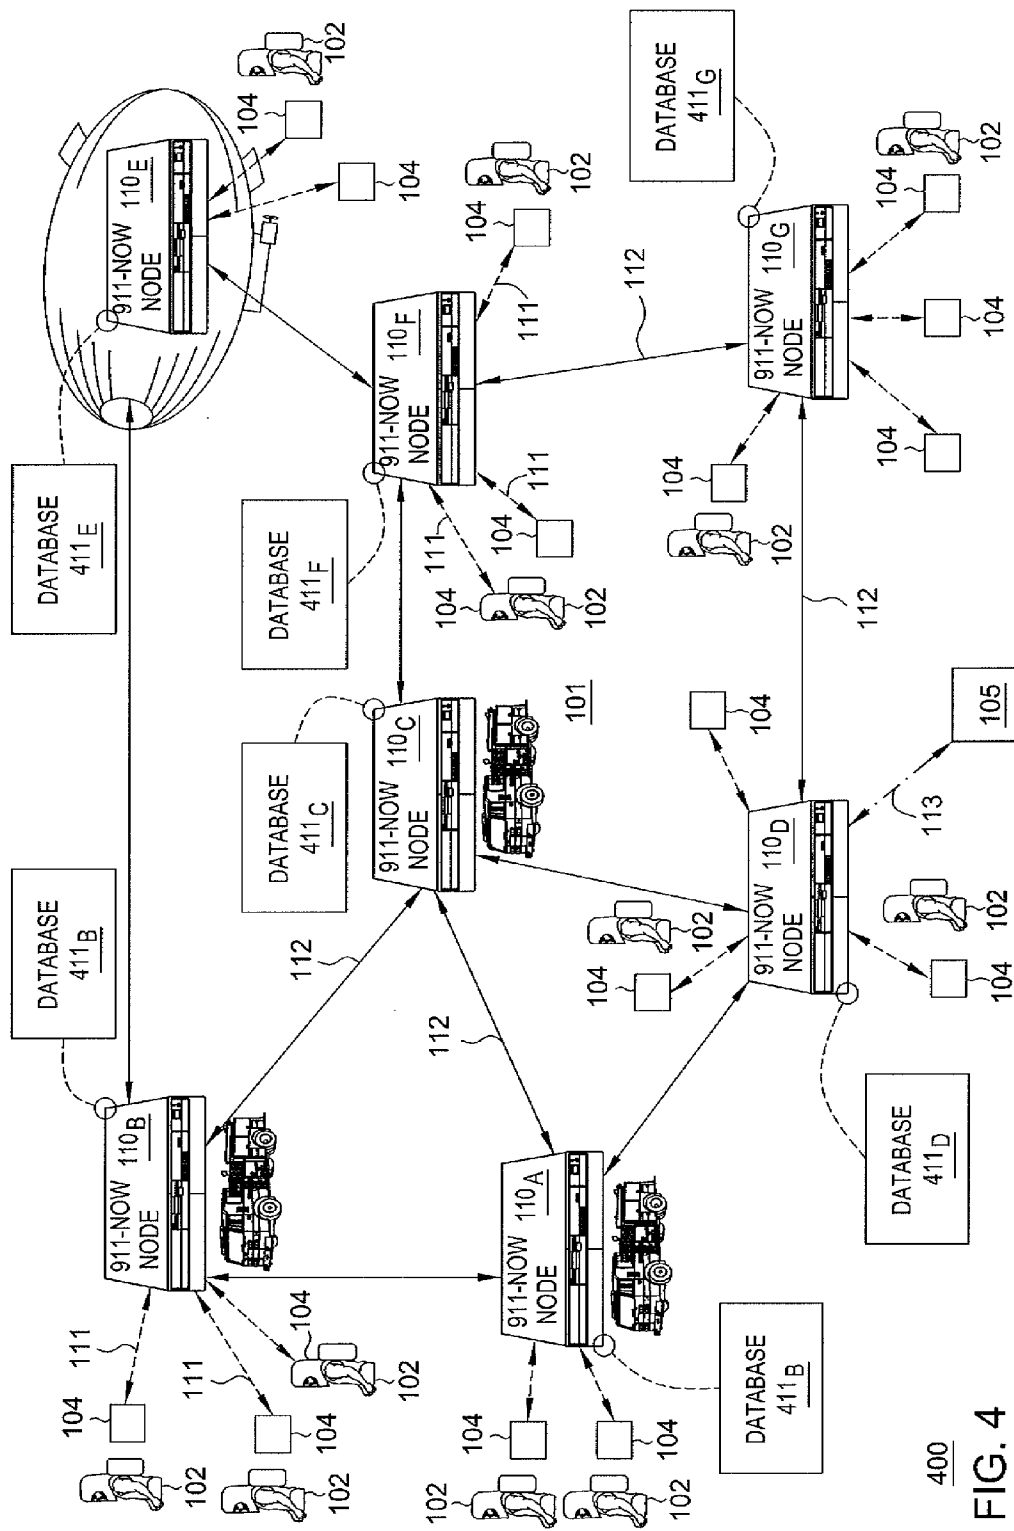 DATABASE
411B
DATABASE
411E
102
104
111
911-NOW
NODE
110B
911-NOW
NODE
110E
102
104
111
104
102
112
104
104
102
DATABASE
411C
DATABASE
411F
911-NOW
NODE
110C
101
911-NOW
NODE
110F
111
104
102
111
104
111
104
102
102
104
102
104
911-NOW
NODE
110A
112
112
DATABASE
411G
104
102
104
102
104
102
104
DATABASE
411B
911-NOW
NODE
110D
112
911-NOW
NODE
110G
DATABASE
411D
104
102
113
105
104
104
104
102
400
FIG. 4